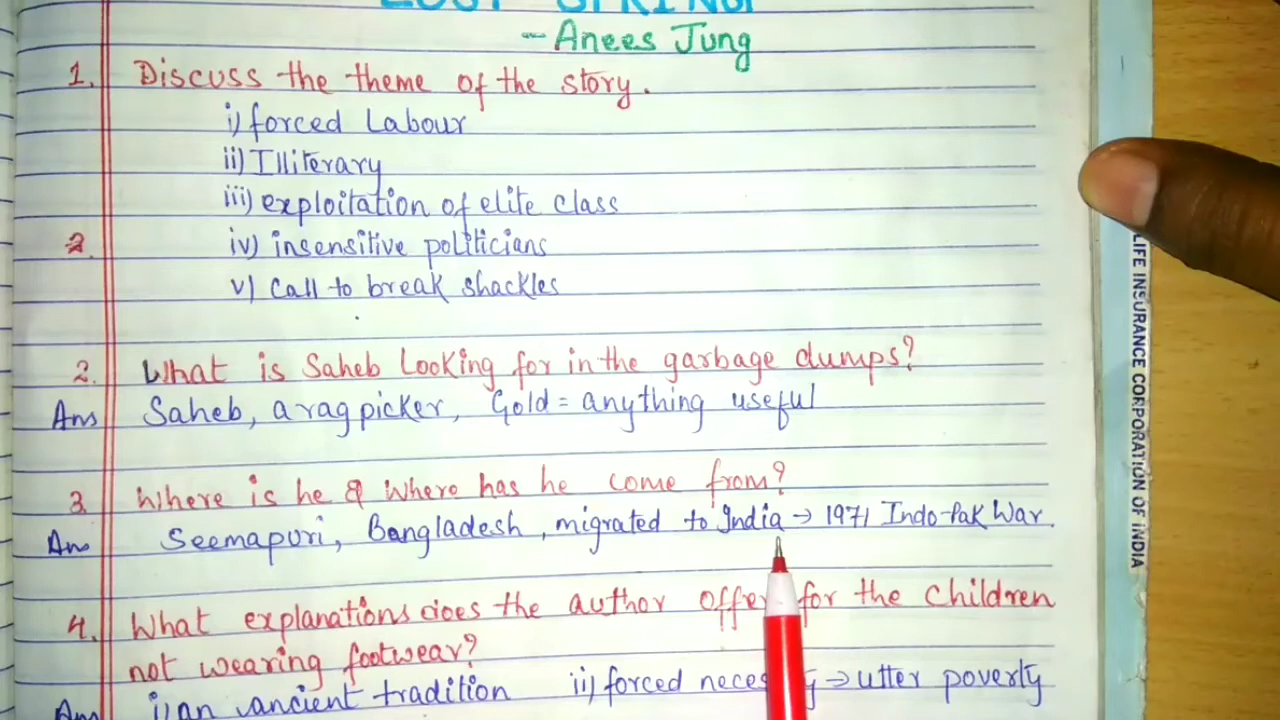 LOST SPRING
- Anees Jung
1. Discuss the theme of the story.
i) forced Labour
ii) Illiterary
iii) exploitation of elite class
2. iv) insensitive politicians
v) Call to break shackles
2. What is Saheb Looking for in the garbage dumps?
Ans Saheb, a rag picker, Gold = anything useful
3. Where is he & Where has he come from?
An Seemapuri, Bangladesh, migrated to India → 1971 Indo-Pak War.
4. What explanations does the author offer for the children
not wearing footwear?
Ans i) an ancient tradition ii) forced necessity → utter poverty
LIFE INSURANCE CORPORATION OF INDIA